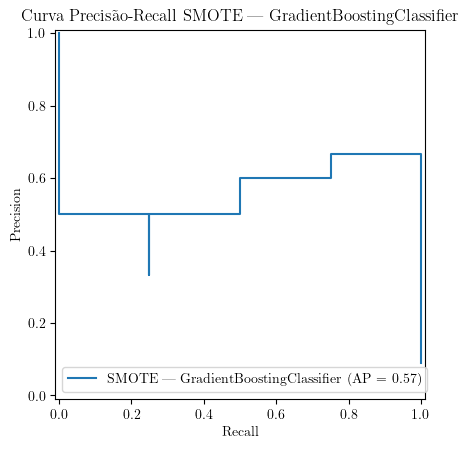 Curva Precisão-Recall SMOTE — GradientBoostingClassifier
1.0
0.8
0.6
0.4
0.2
0.0
Precision
SMOTE — GradientBoostingClassifier (AP = 0.57)
0.0 0.2 0.4 0.6 0.8 1.0
Recall